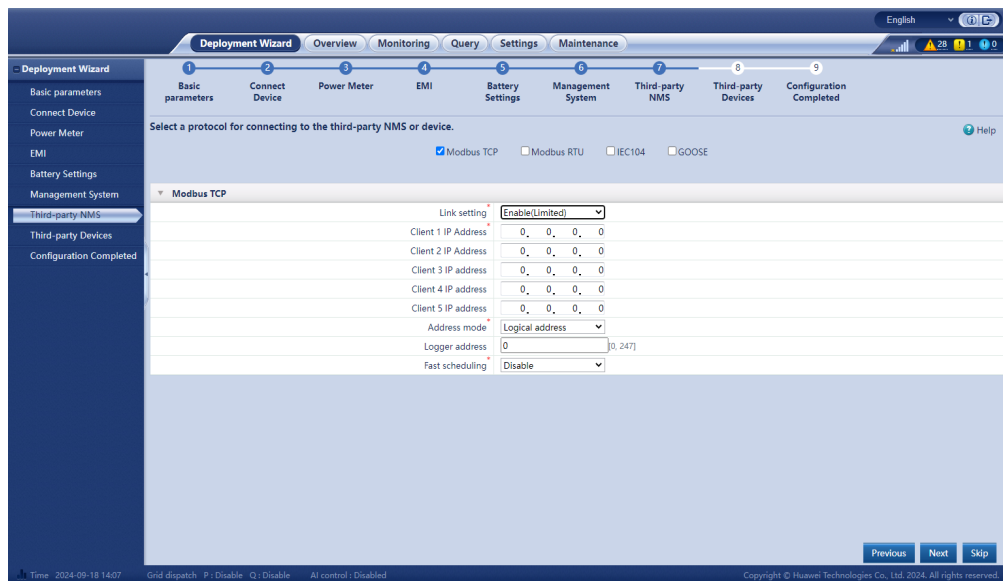 English
Deployment Wizard Overview Monitoring Query Settings Maintenance
28 1 0
Deployment Wizard
Basic parameters
Connect Device
Power Meter
EMI
Battery Settings
Management System
Third-party NMS
Third-party Devices
Configuration Completed
1 2 3 4 5 6 7 8 9
Basic parameters
Connect Device
Power Meter
EMI
Battery Settings
Management System
Third-party NMS
Third-party Devices
Configuration Completed
Select a protocol for connecting to the third-party NMS or device.
? Help
Modbus TCP Modbus RTU IEC104 GOOSE
Modbus TCP
Link setting * Enable(Limited)
Client 1 IP Address * 0. 0. 0. 0
Client 2 IP Address 0. 0. 0. 0
Client 3 IP address 0. 0. 0. 0
Client 4 IP address 0. 0. 0. 0
Client 5 IP address 0. 0. 0. 0
Address mode * Logical address
Logger address 0 [0, 247]
Fast scheduling * Disable
Previous Next Skip
Time 2024-09-18 14:07 Grid dispatch P : Disable Q : Disable AI control : Disabled Copyright © Huawei Technologies Co., Ltd. 2024. All rights reserved.